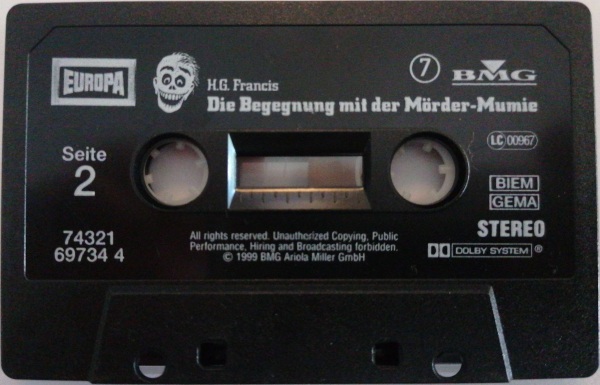 EUROPA
H.G. Francis
Die Begegnung mit der Mörder-Mumie
7
BMG
LC 00967
Seite
2
BIEM
GEMA
STEREO
DOLBY SYSTEM ®
74321
69734 4
All rights reserved. Unauthorized Copying, Public
Performance, Hiring and Broadcasting forbidden.
© 1999 BMG Ariola Miller GmbH